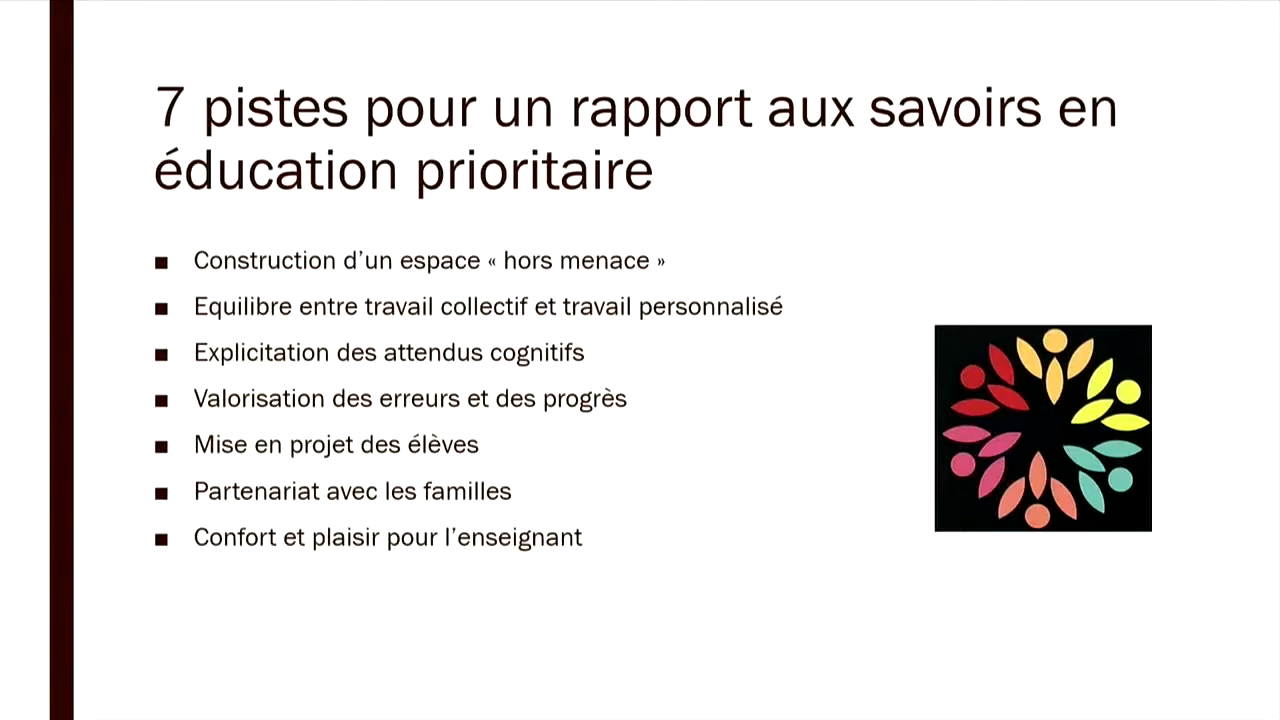 7 pistes pour un rapport aux savoirs en
éducation prioritaire
■ Construction d’un espace « hors menace »
■ Equilibre entre travail collectif et travail personnalisé
■ Explicitation des attendus cognitifs
■ Valorisation des erreurs et des progrès
■ Mise en projet des élèves
■ Partenariat avec les familles
■ Confort et plaisir pour l’enseignant